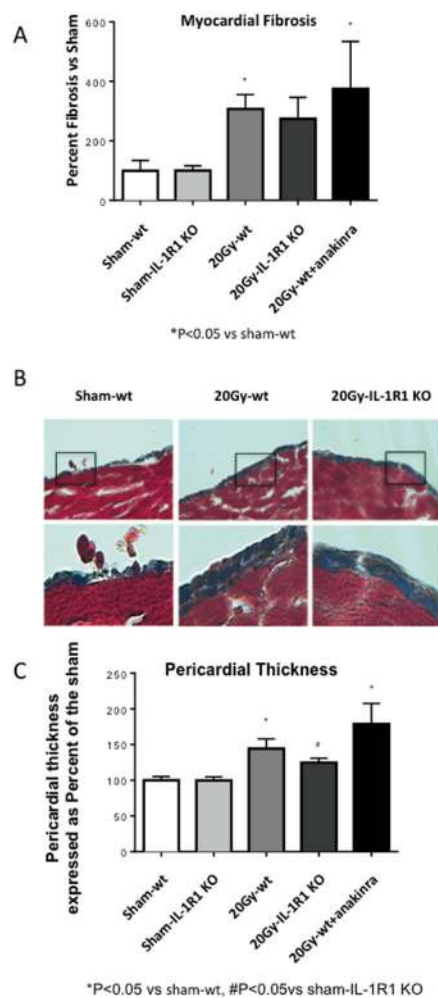 A
Myocardial Fibrosis
Percent Fibrosis vs Sham
600
400
200
0
*
*
Sham-wt
Sham-IL-1R1 KO
20Gy-wt
20Gy-IL-1R1 KO
20Gy-wt+anakinra
*P<0.05 vs sham-wt
B
Sham-wt
20Gy-wt
20Gy-IL-1R1 KO
C
Pericardial Thickness
Pericardial thickness
expressed as Percent of the sham
250
200
150
100
50
0
*
#
*
Sham-wt
Sham-IL-1R1 KO
20Gy-wt
20Gy-IL-1R1 KO
20Gy-wt+anakinra
*P<0.05 vs sham-wt, #P<0.05vs sham-IL-1R1 KO